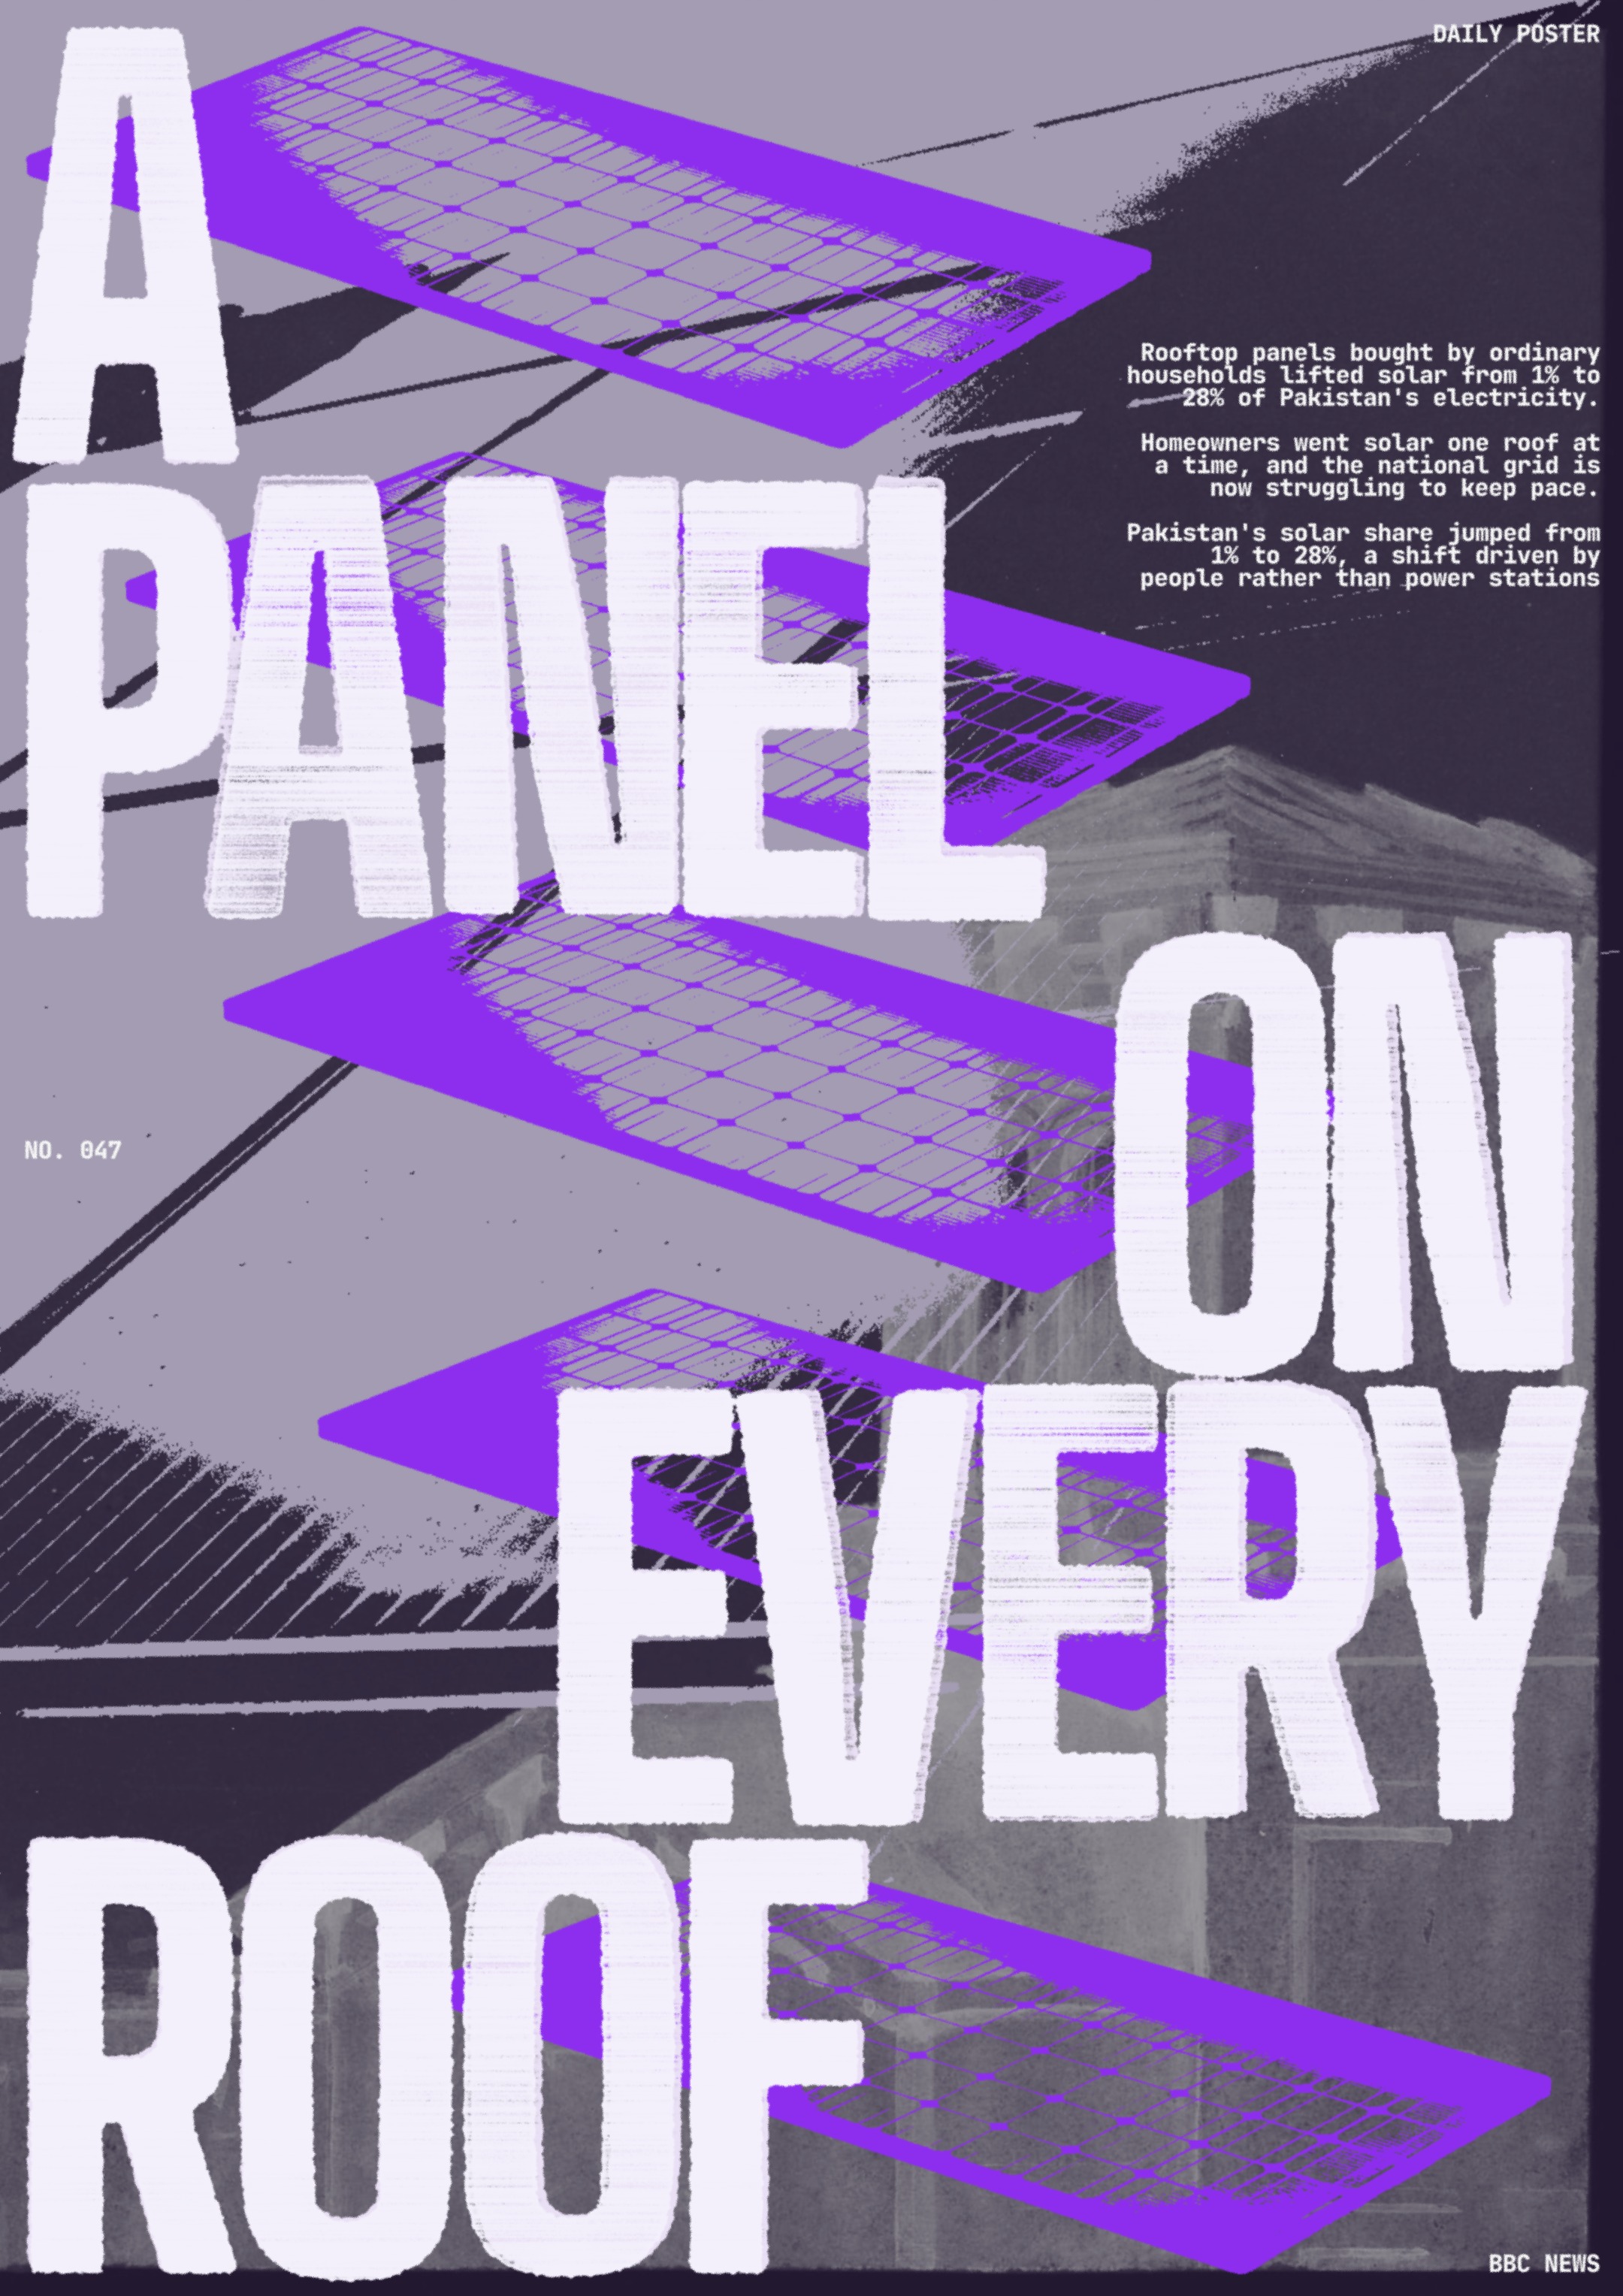 DAILY POSTER
A
PANEL
ON
EVERY
ROOF
Rooftop panels bought by ordinary
households lifted solar from 1% to
28% of Pakistan's electricity.
Homeowners went solar one roof at
a time, and the national grid is
now struggling to keep pace.
Pakistan's solar share jumped from
1% to 28%, a shift driven by
people rather than power stations
NO. 047
BBC NEWS